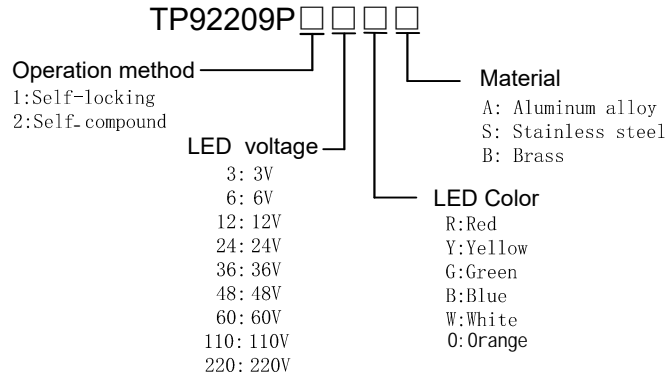 TP92209P□□□□
Operation method
1:Self-locking
2:Self-compound
LED voltage
3: 3V
6: 6V
12: 12V
24: 24V
36: 36V
48: 48V
60: 60V
110: 110V
220: 220V
Material
A: Aluminum alloy
S: Stainless steel
B: Brass
LED Color
R:Red
Y:Yellow
G:Green
B:Blue
W:White
O:Orange